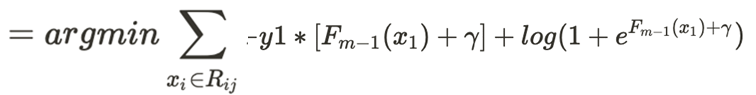 = argmin ∑_{x_i∈R_{ij}} -y1 * [F_{m-1}(x_1) + γ] + log(1 + e^{F_{m-1}(x_1)+γ})